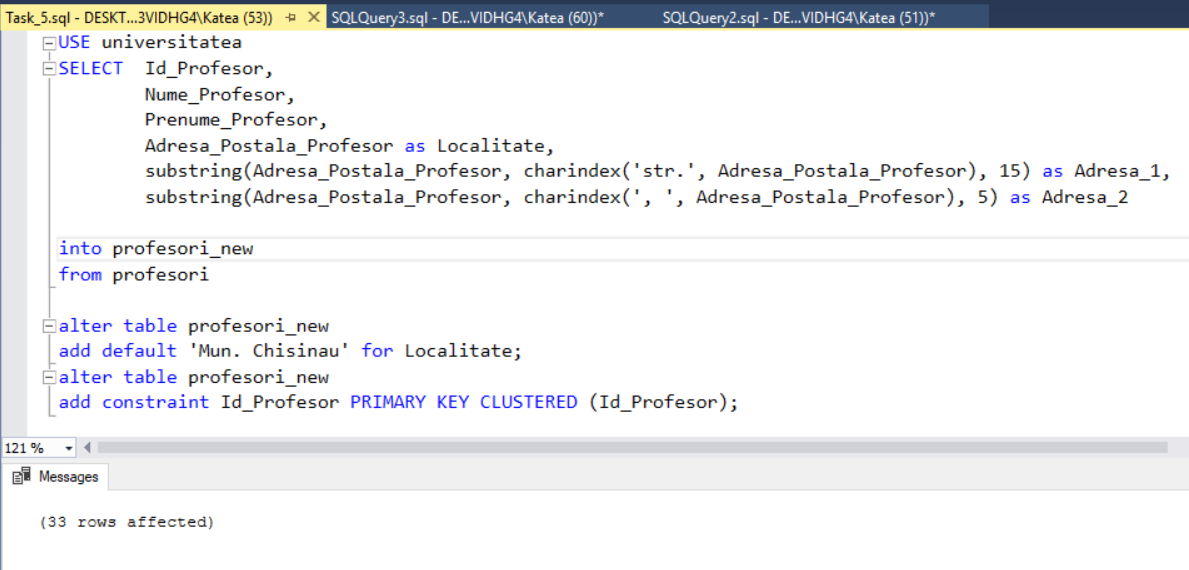 Task_5.sql - DESKT...3VIDHG4\Katea (53)) SQLQuery3.sql - DE...VIDHG4\Katea (60))* SQLQuery2.sql - DE...VIDHG4\Katea (51))*
USE universitatea
SELECT Id_Profesor,
Nume_Profesor,
Prenume_Profesor,
Adresa_Postala_Profesor as Localitate,
substring(Adresa_Postala_Profesor, charindex('str.', Adresa_Postala_Profesor), 15) as Adresa_1,
substring(Adresa_Postala_Profesor, charindex(', ', Adresa_Postala_Profesor), 5) as Adresa_2
into profesori_new
from profesori
alter table profesori_new
add default 'Mun. Chisinau' for Localitate;
alter table profesori_new
add constraint Id_Profesor PRIMARY KEY CLUSTERED (Id_Profesor);
121 %
Messages
(33 rows affected)